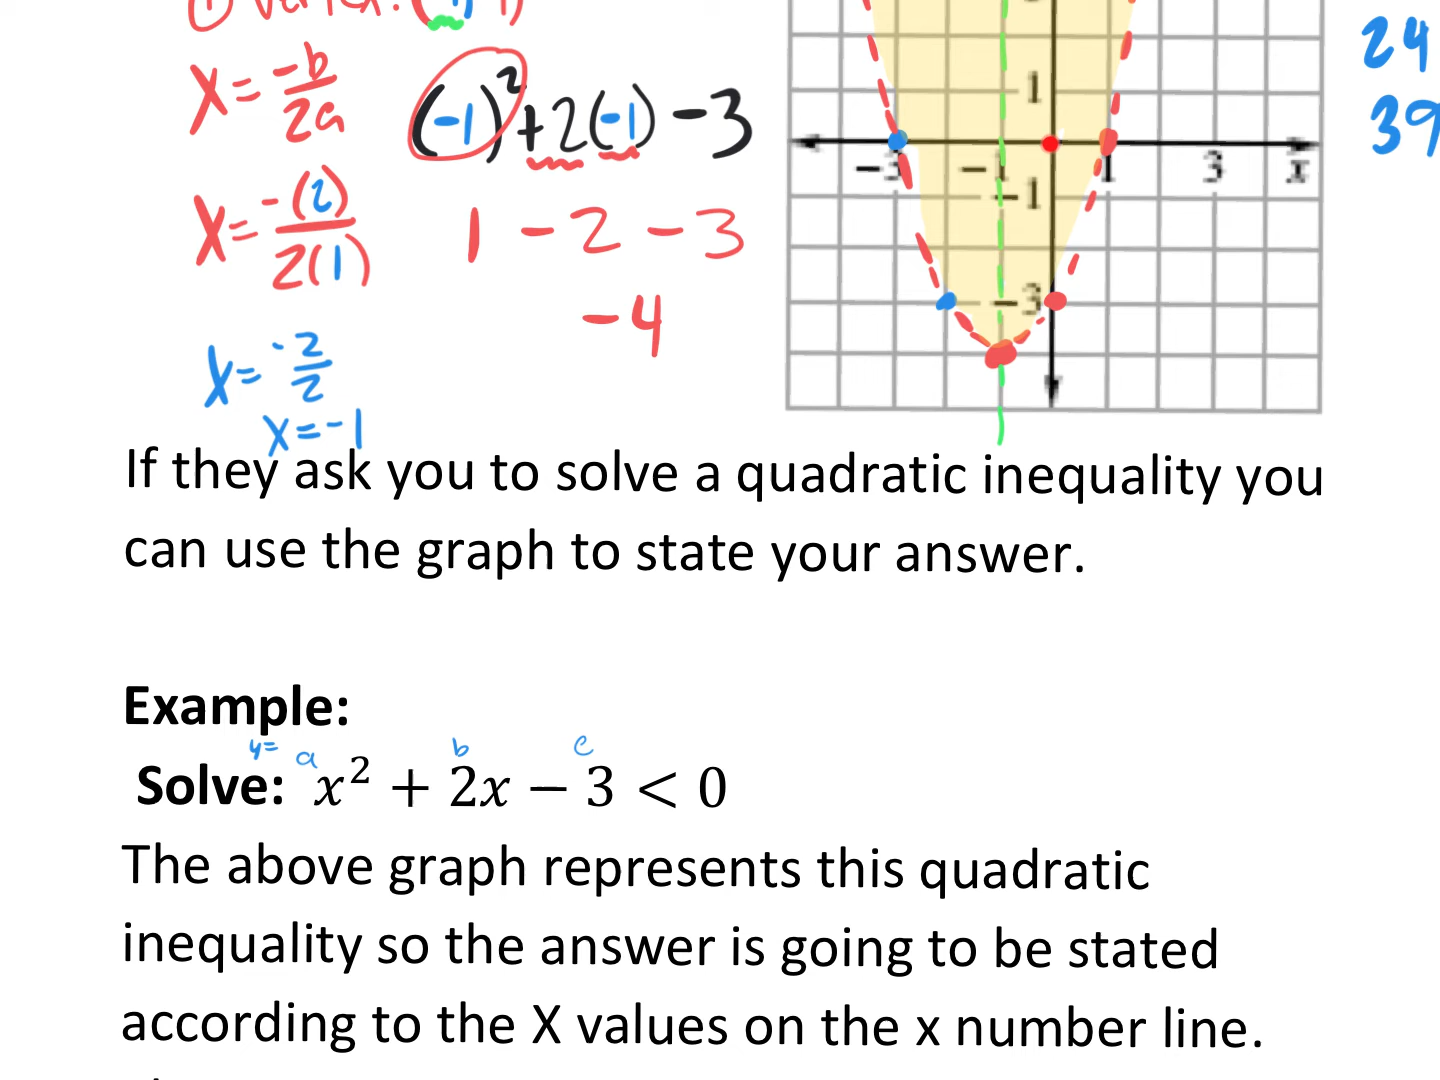 ① Vertex: (-1,
x = -b/2a
(-1)² + 2(-1) - 3
x = -(2)/2(1)
1 - 2 - 3
-4
x = -2/2
x = -1
1
-3 -1 1 3 x
-1
-3
24
39
If they ask you to solve a quadratic inequality you
can use the graph to state your answer.
Example:
y= a b c
Solve: x² + 2x − 3 < 0
The above graph represents this quadratic
inequality so the answer is going to be stated
according to the X values on the x number line.